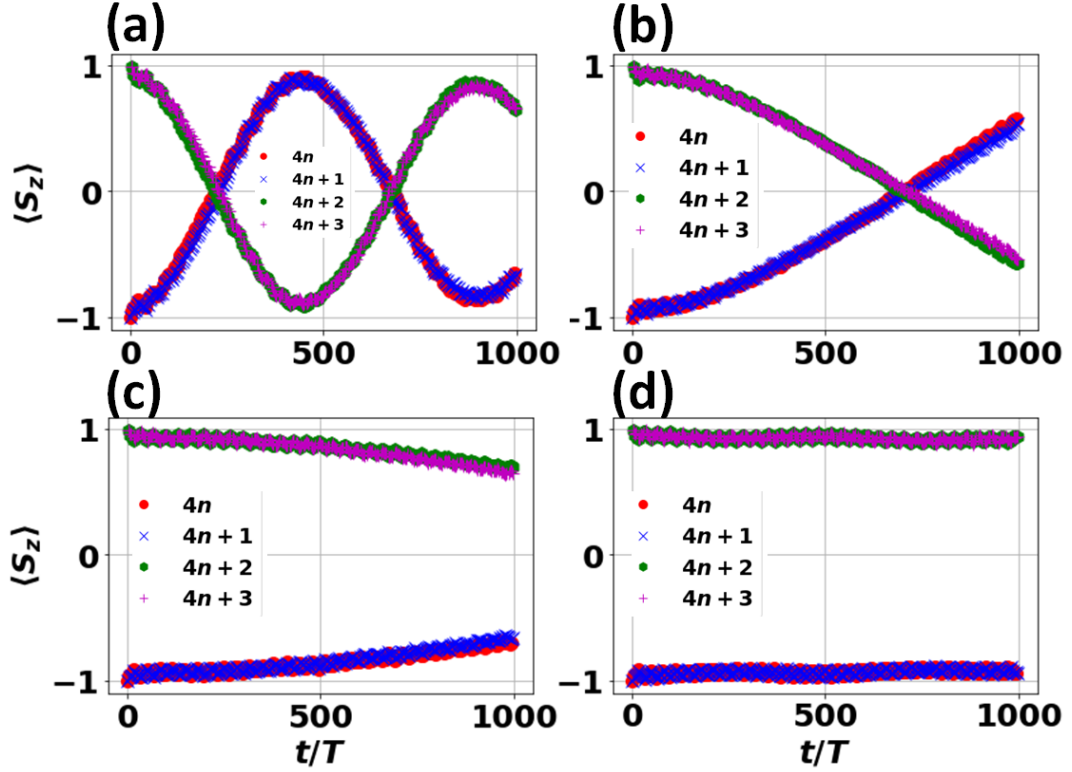 (a)
(b)
1
0
−1
⟨S_z⟩
4n
4n + 1
4n + 2
4n + 3
0
500
1000
1
0
-1
4n
4n + 1
4n + 2
4n + 3
0
500
1000
(c)
(d)
1
0
−1
⟨S_z⟩
4n
4n + 1
4n + 2
4n + 3
0
500
1000
t/T
1
0
−1
4n
4n + 1
4n + 2
4n + 3
0
500
1000
t/T